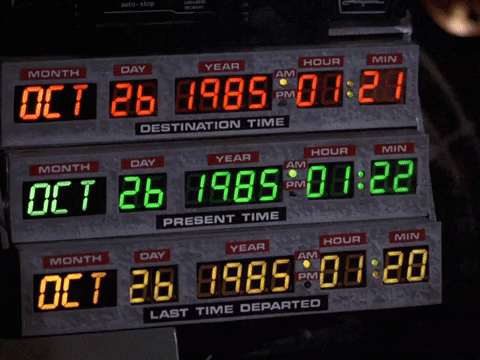 auto-stop
MONTH DAY YEAR AM PM HOUR MIN
OCT 26 1985 01:21
DESTINATION TIME
MONTH DAY YEAR AM PM HOUR MIN
OCT 26 1985 01:22
PRESENT TIME
MONTH DAY YEAR AM PM HOUR MIN
OCT 26 1985 01:20
LAST TIME DEPARTED